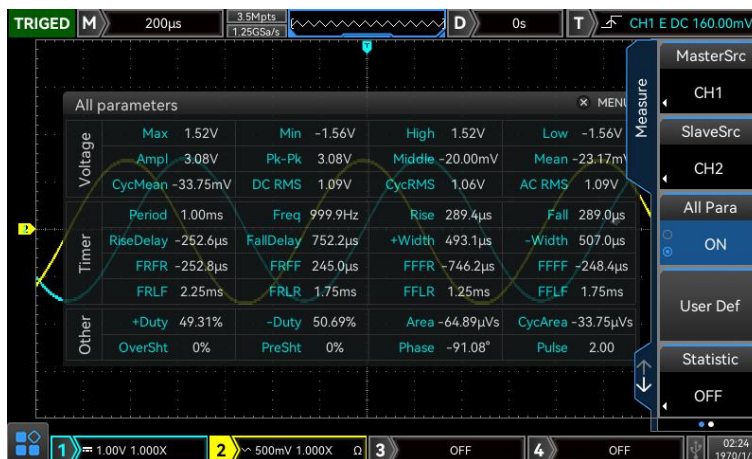 TRIGED M 200μs 3.5Mpts 1.25GSa/s D 0s T CH1 E DC 160.00mV
MasterSrc
CH1
SlaveSrc
CH2
All Para
ON
User Def
Statistic
OFF
Measure
All parameters MENU
Voltage
Max 1.52V Min -1.56V High 1.52V Low -1.56V
Ampl 3.08V Pk-Pk 3.08V Middle -20.00mV Mean -23.17mV
CycMean -33.75mV DC RMS 1.09V CycRMS 1.06V AC RMS 1.09V
Timer
Period 1.00ms Freq 999.9Hz Rise 289.4μs Fall 289.0μs
RiseDelay -252.6μs FallDelay 752.2μs +Width 493.1μs -Width 507.0μs
FRFR -252.8μs FRFF 245.0μs FFFR -746.2μs FFFF -248.4μs
FRLF 2.25ms FRLR 1.75ms FFLR 1.25ms FFLF 1.75ms
Other
+Duty 49.31% -Duty 50.69% Area -64.89μVs CycArea -33.75μVs
OverSht 0% PreSht 0% Phase -91.08° Pulse 2.00
T
2
1 1.00V 1.000X 2 500mV 1.000X Ω 3 OFF 4 OFF
02:24
1970/1/